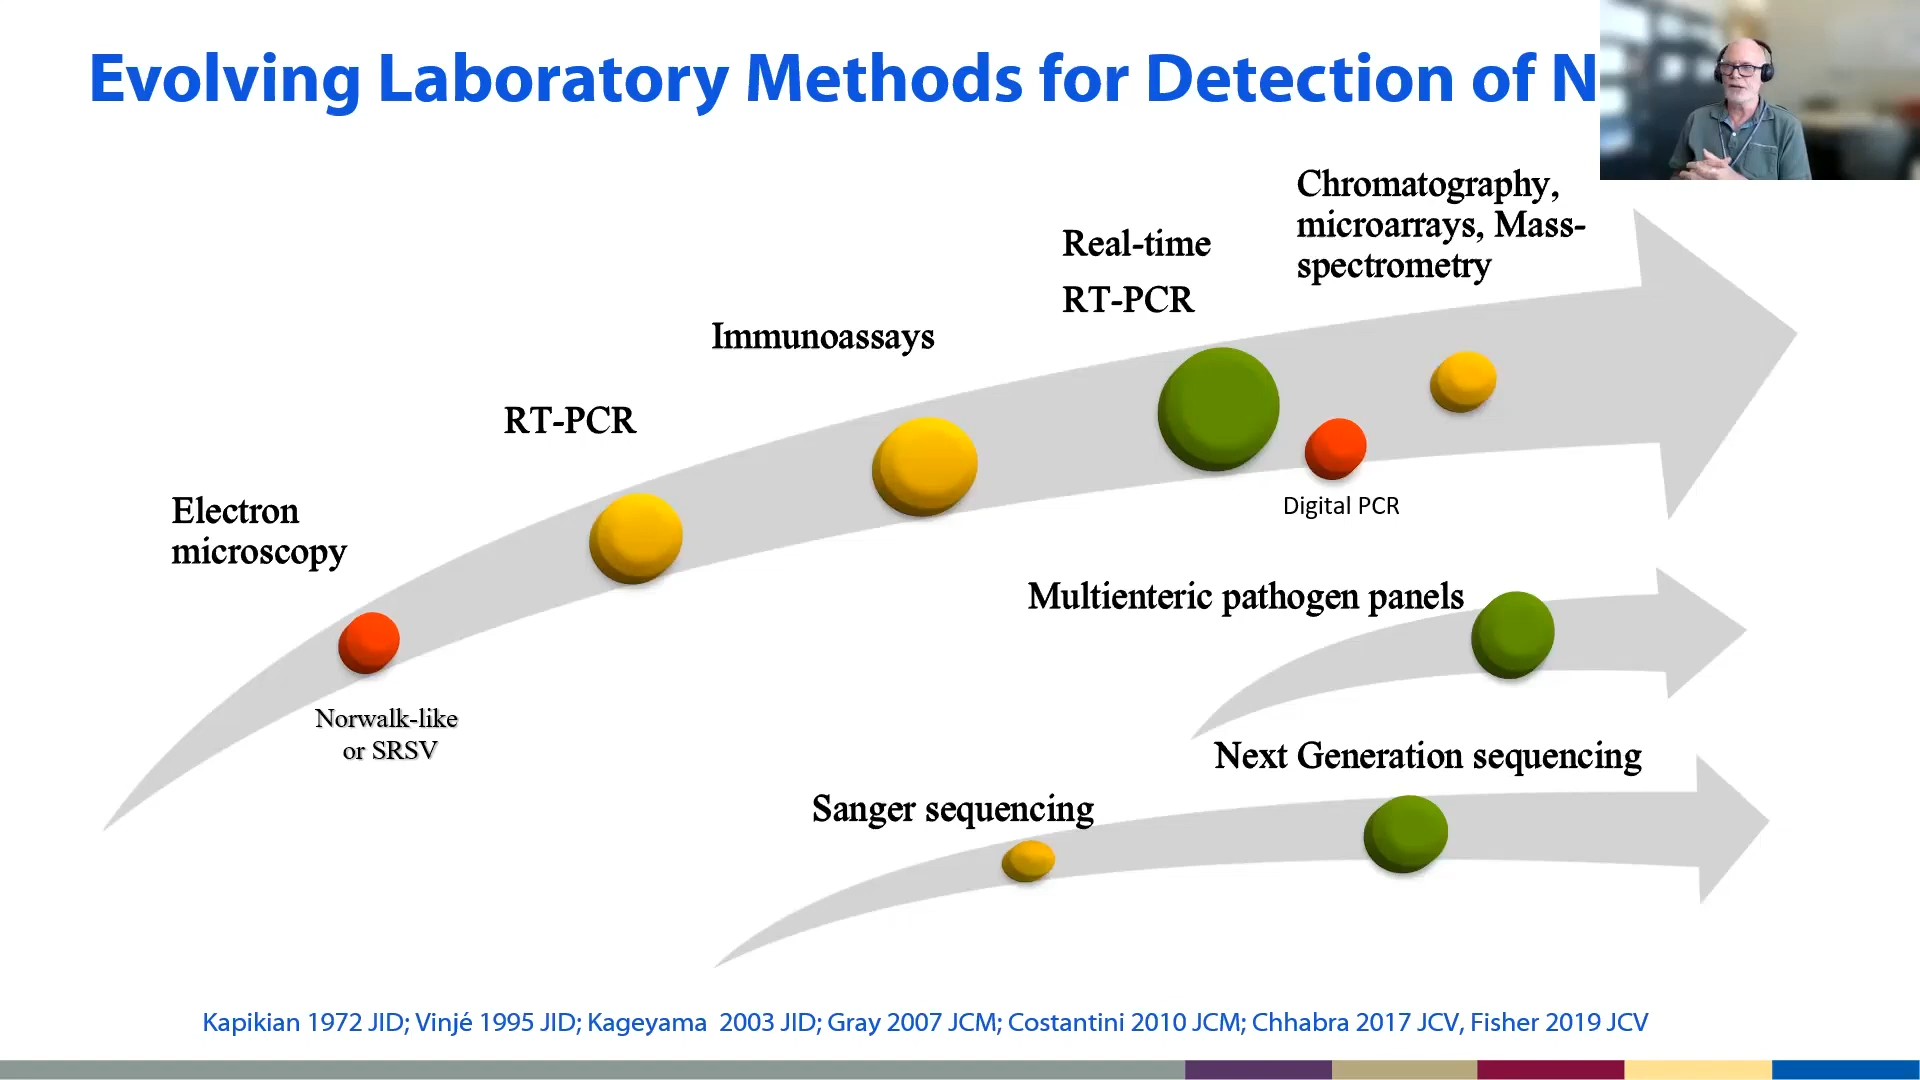 Evolving Laboratory Methods for Detection of N
Chromatography,
microarrays, Mass-
spectrometry
Real-time
RT-PCR
Immunoassays
RT-PCR
Electron
microscopy
Digital PCR
Multienteric pathogen panels
Norwalk-like
or SRSV
Next Generation sequencing
Sanger sequencing
Kapikian 1972 JID; Vinjé 1995 JID; Kageyama  2003 JID; Gray 2007 JCM; Costantini 2010 JCM; Chhabra 2017 JCV, Fisher 2019 JCV